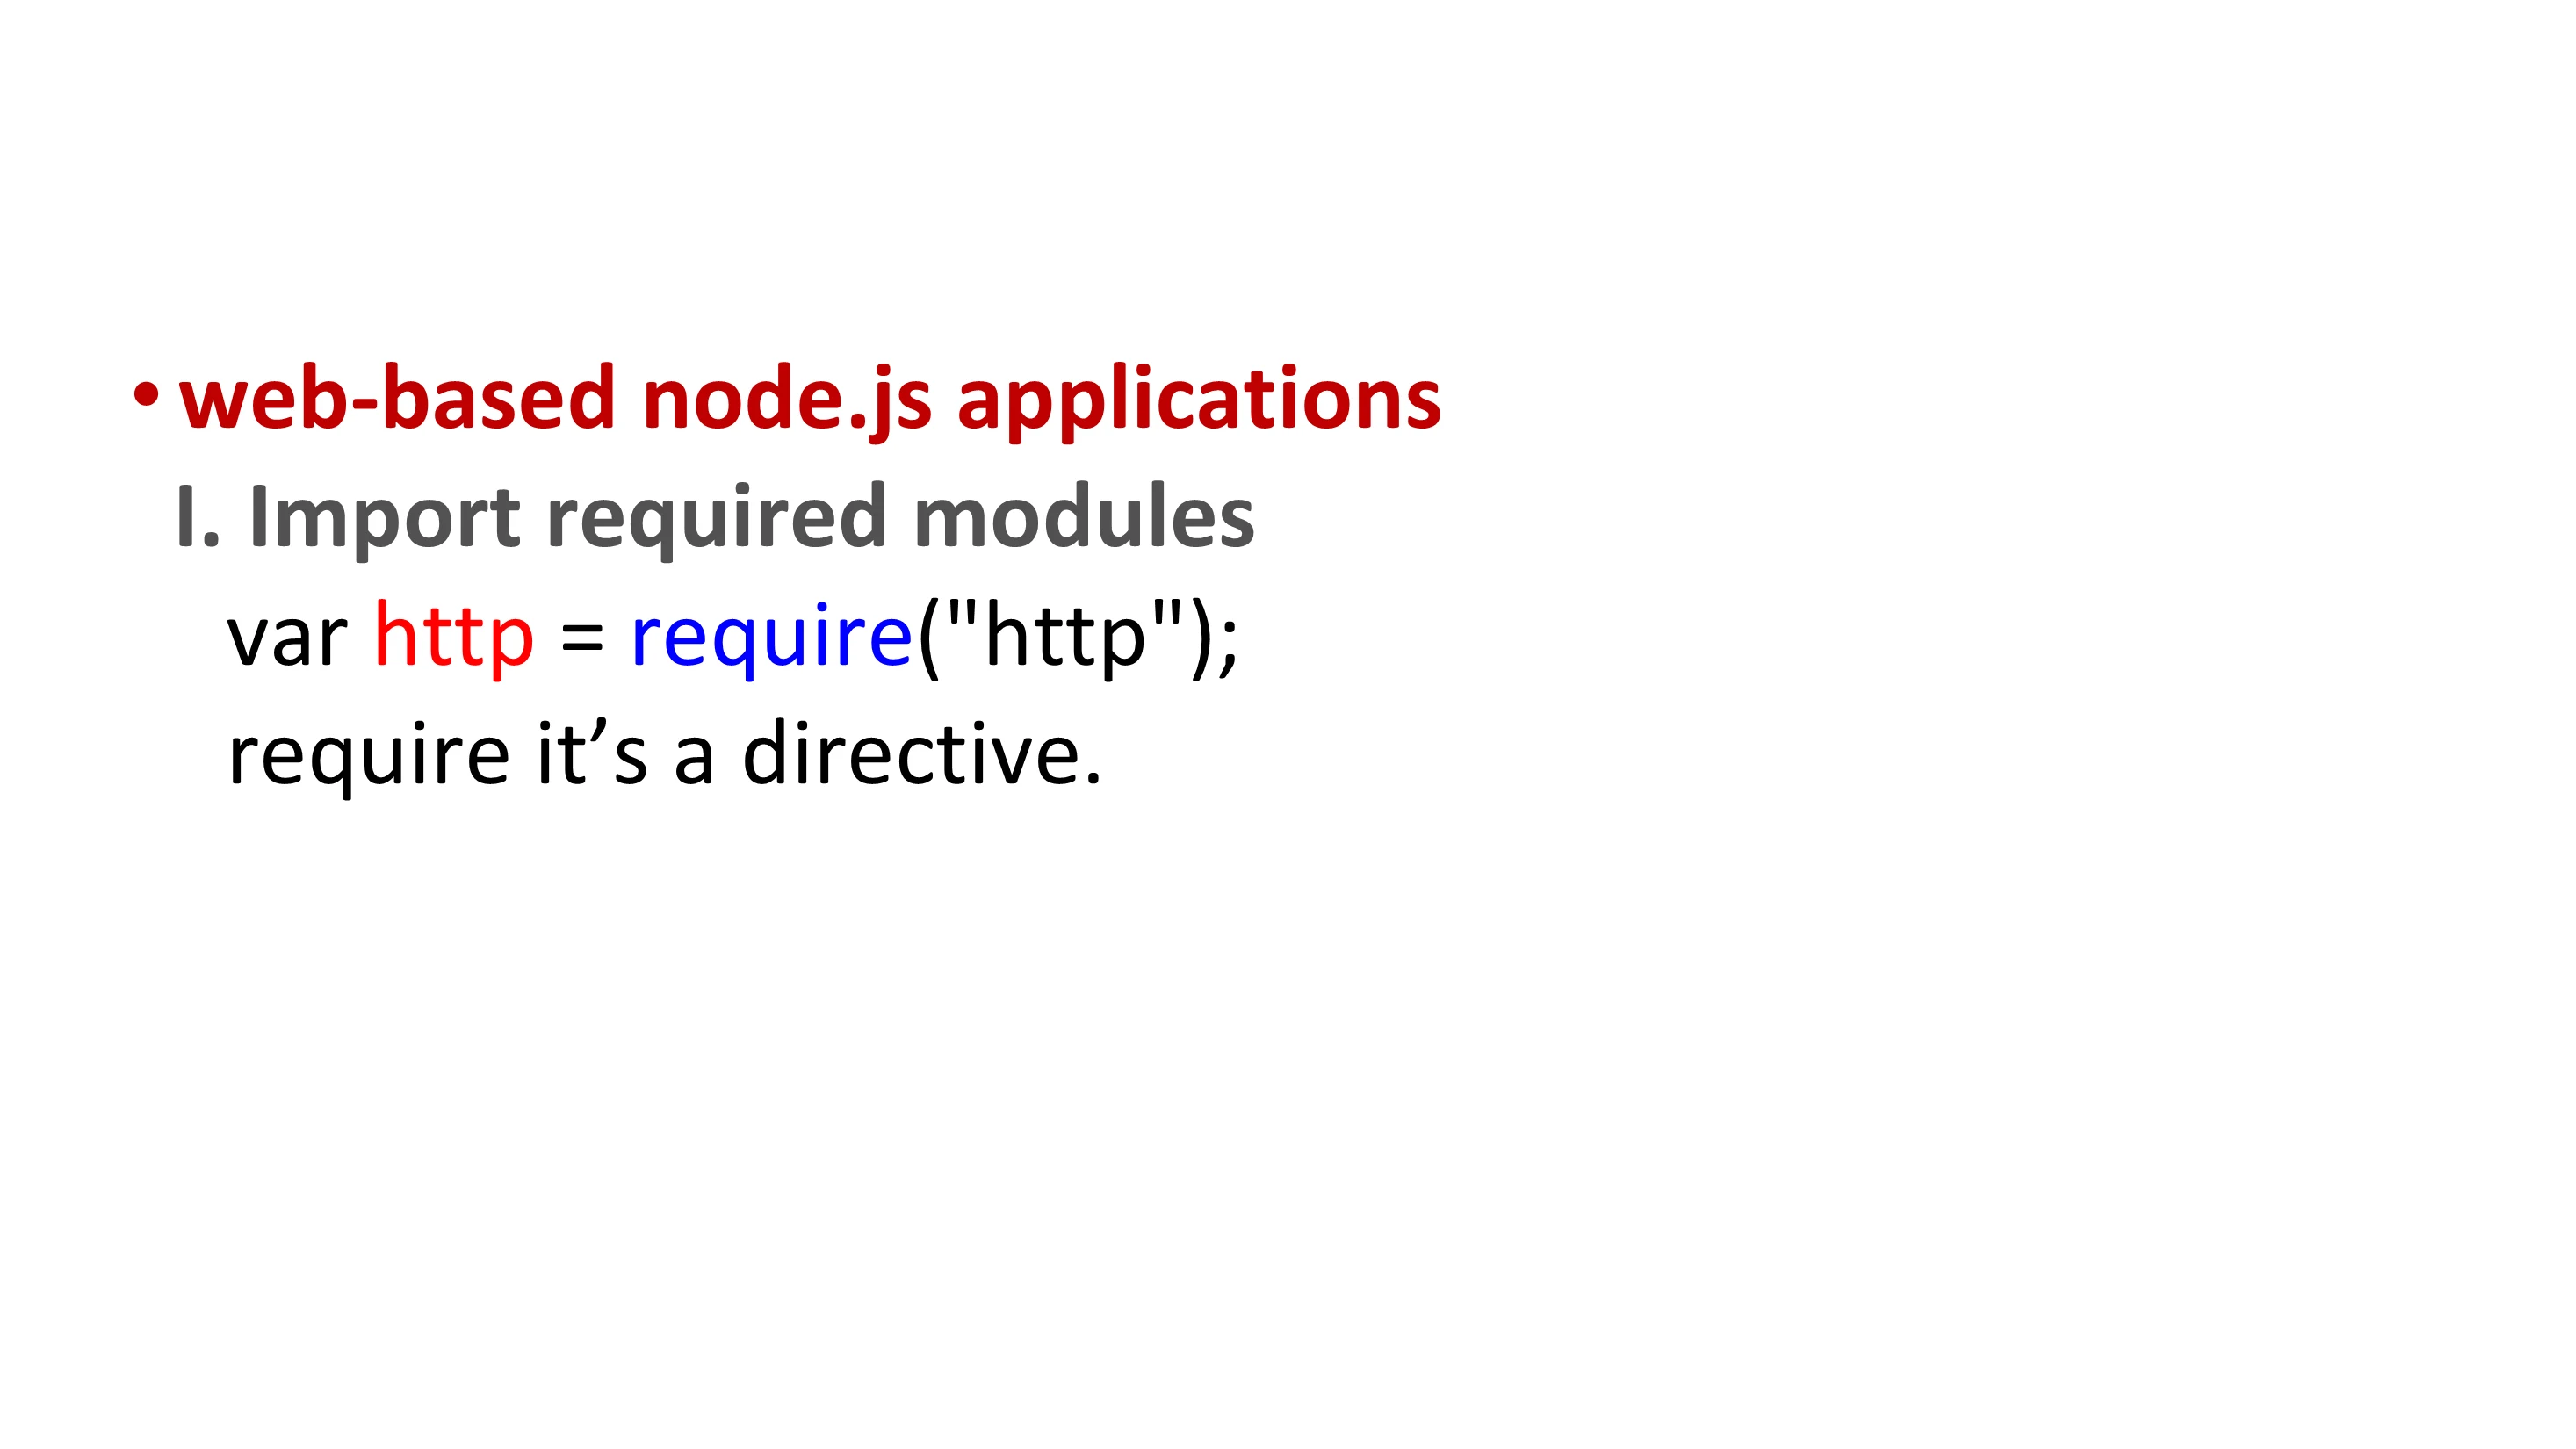 • web-based node.js applications
I. Import required modules
var http = require("http");
require it’s a directive.